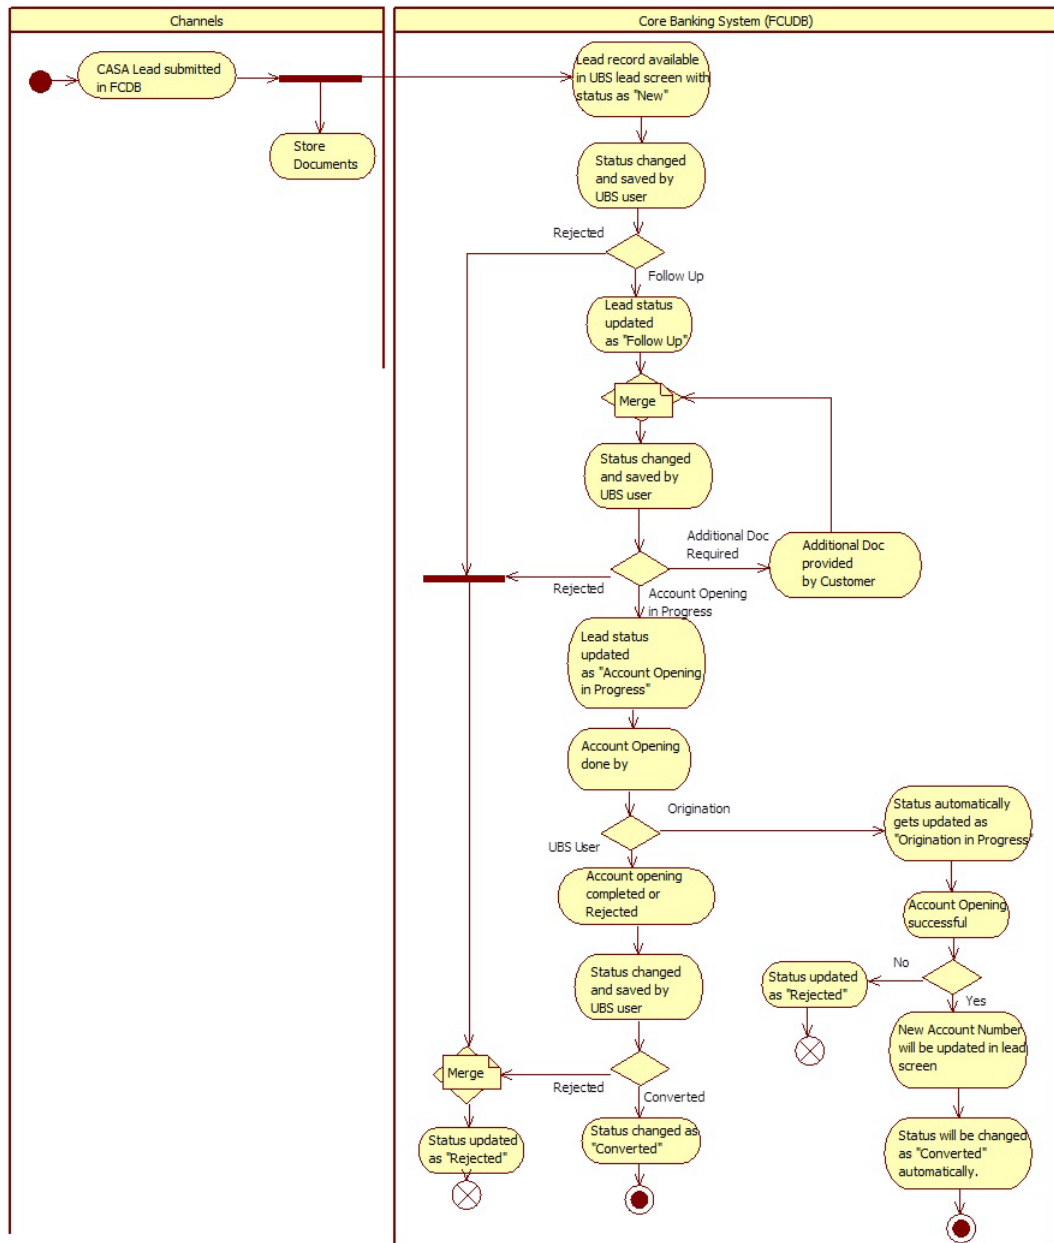 Channels
Core Banking System (FCUDB)
CASA Lead submitted
in FCDB
Lead record available
in UBS lead screen with
status as "New"
Store
Documents
Status changed
and saved by
UBS user
Rejected
Follow Up
Lead status
updated
as "Follow Up"
Merge
Status changed
and saved by
UBS user
Additional Doc
Required
Additional Doc
provided
by Customer
Rejected
Account Opening
in Progress
Lead status
updated
as "Account Opening
in Progress"
Account Opening
done by
Origination
Status automatically
gets updated as
"Origination in Progress"
UBS User
Account opening
completed or
Rejected
Account Opening
successful
Status changed
and saved by
UBS user
No
Status updated
as "Rejected"
Yes
New Account Number
will be updated in lead
screen
Merge
Rejected
Converted
Status updated
as "Rejected"
Status changed as
"Converted"
Status will be changed
as "Converted"
automatically.